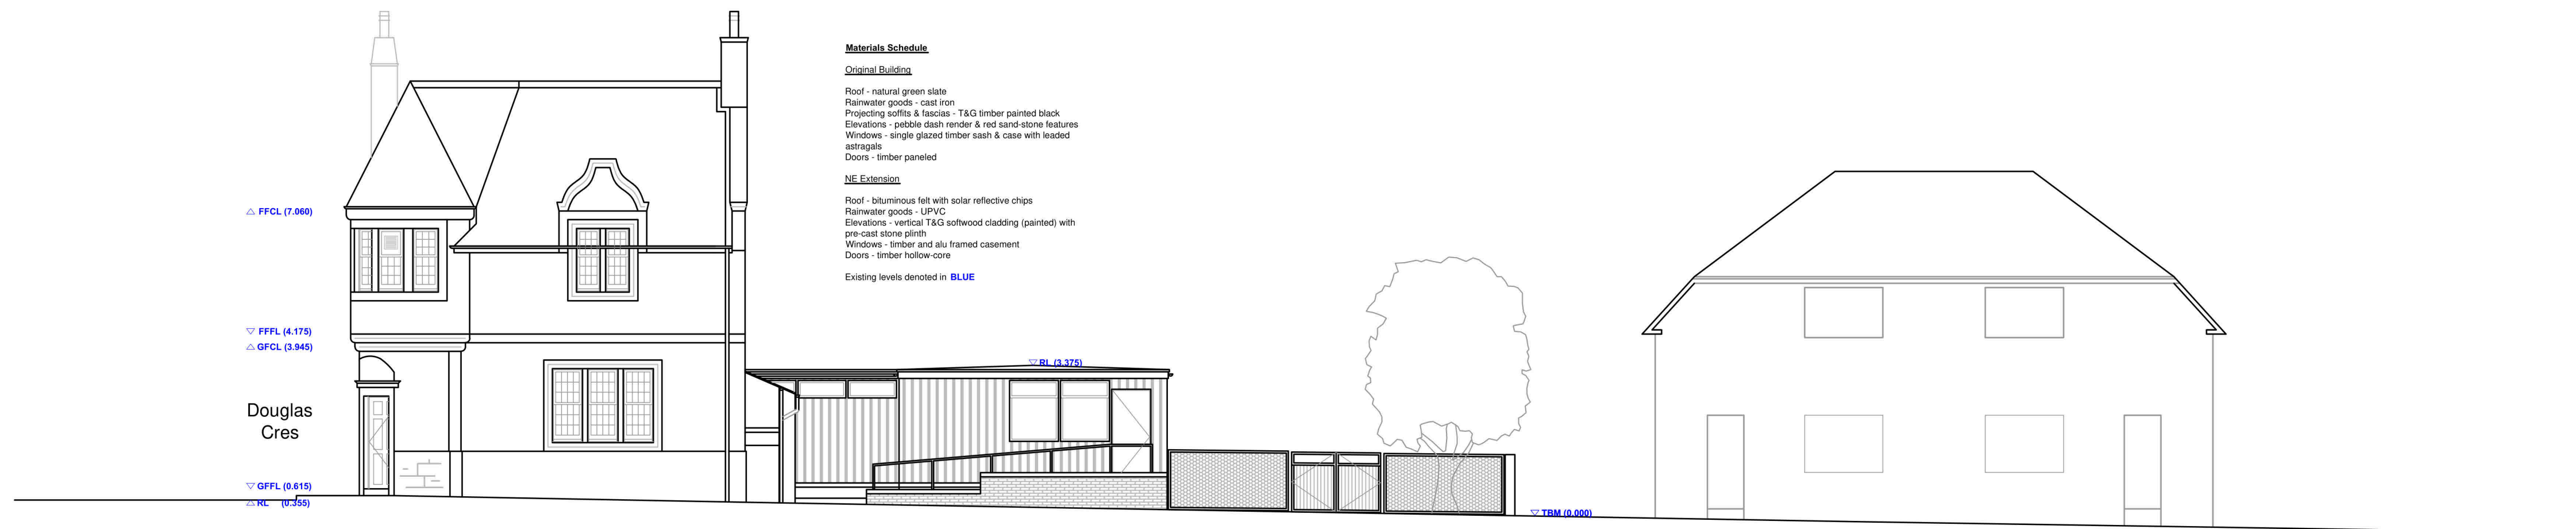 Materials Schedule
Original Building
Roof - natural green slate
Rainwater goods - cast iron
Projecting soffits & fascias - T&G timber painted black
Elevations - pebble dash render & red sand-stone features
Windows - single glazed timber sash & case with leaded
astragals
Doors - timber paneled
NE Extension
Roof - bituminous felt with solar reflective chips
Rainwater goods - UPVC
Elevations - vertical T&G softwood cladding (painted) with
pre-cast stone plinth
Windows - timber and alu framed casement
Doors - timber hollow-core
Existing levels denoted in BLUE
FFCL (7.060)
FFFL (4.175)
GFCL (3.945)
RL (3.375)
Douglas
Cres
GFFL (0.615)
RL (0.355)
TBM (0.000)